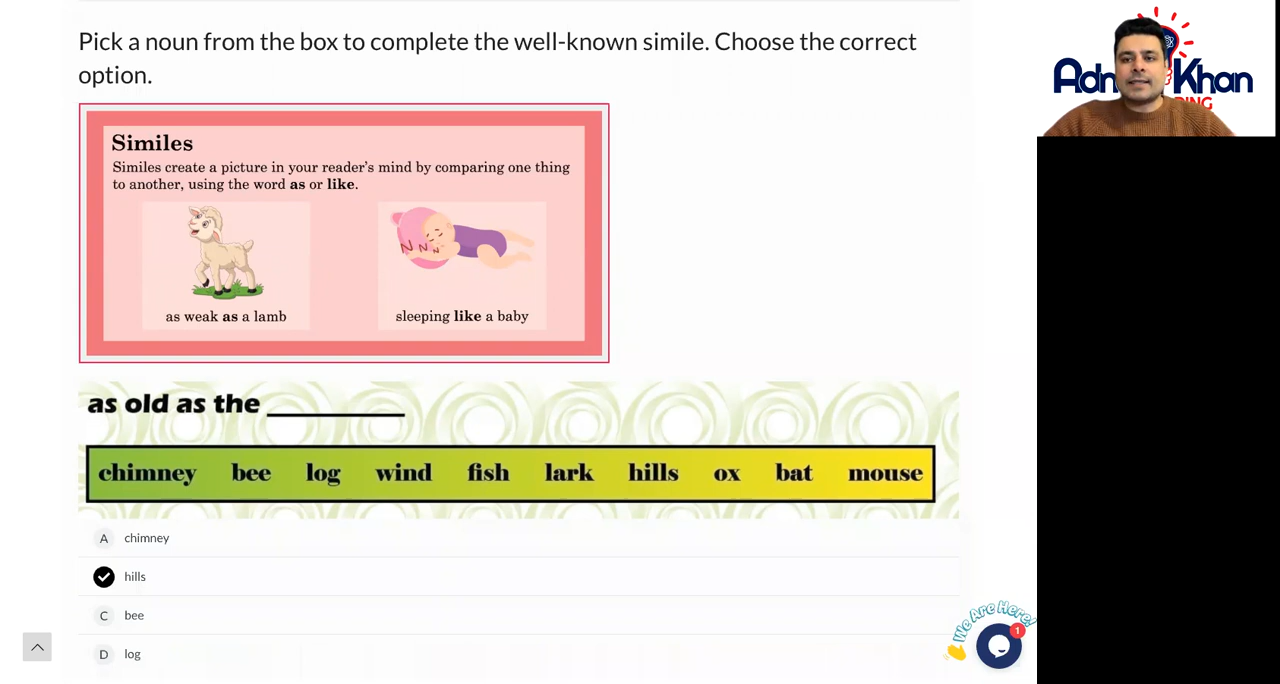 Pick a noun from the box to complete the well-known simile. Choose the correct
option.
Similes
Similes create a picture in your reader's mind by comparing one thing
to another, using the word as or like.
N N N
as weak as a lamb
sleeping like a baby
as old as the __________
chimney bee log wind fish lark hills ox bat mouse
A chimney
hills
C bee
D log
We Are Here!
1
Khan